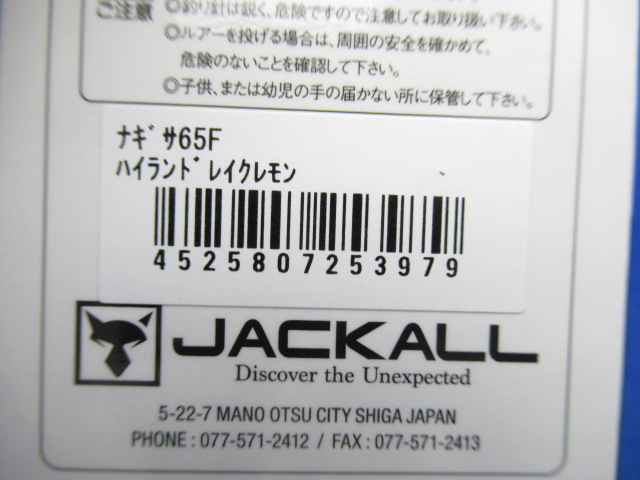 ご注意
◎釣り針は鋭く、危険ですので注意してお取り扱い下さい。
◎ルアーを投げる場合は、周囲の安全を確かめて、
危険のないことを確認して下さい。
◎子供、または幼児の手の届かない所に保管して下さい。
ﾅｷﾞｻ65F
ﾊｲﾗﾝﾄﾞﾚｲｸﾚﾓﾝ
4525807253979
JACKALL
Discover the Unexpected
5-22-7 MANO OTSU CITY SHIGA JAPAN
PHONE : 077-571-2412 / FAX : 077-571-2413